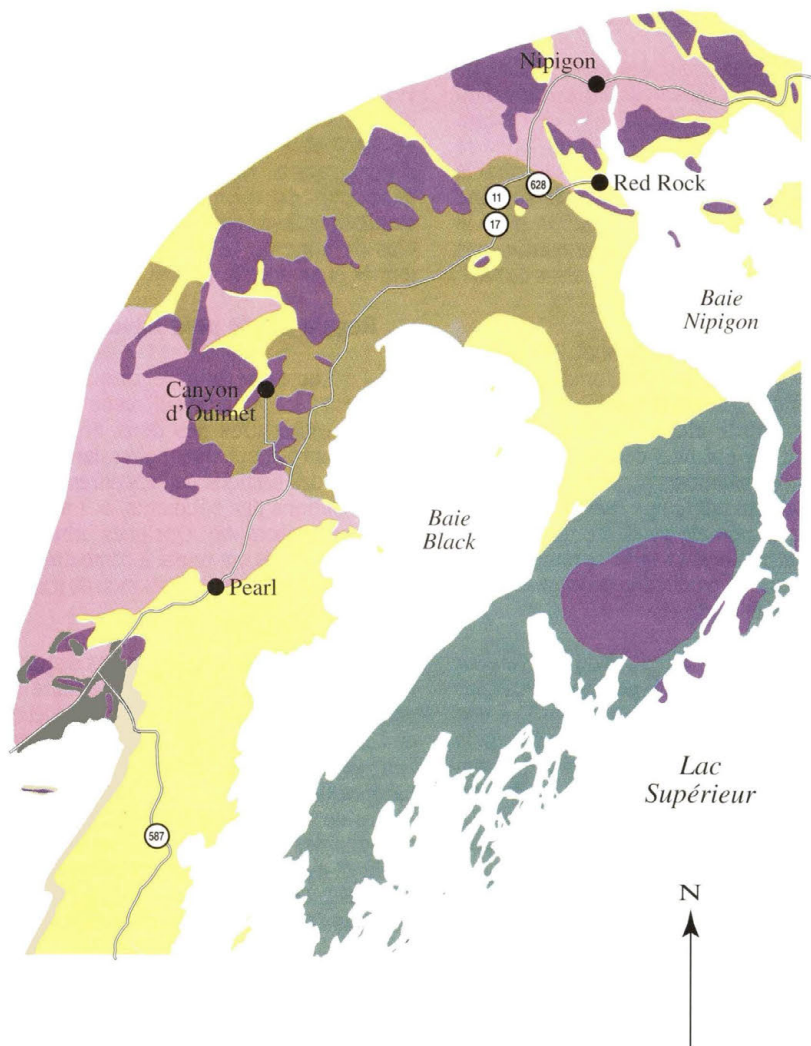 Nipigon
628
Red Rock
11
17
Baie
Nipigon
Canyon
d'Ouimet
Baie
Black
Pearl
Lac
Supérieur
587
N